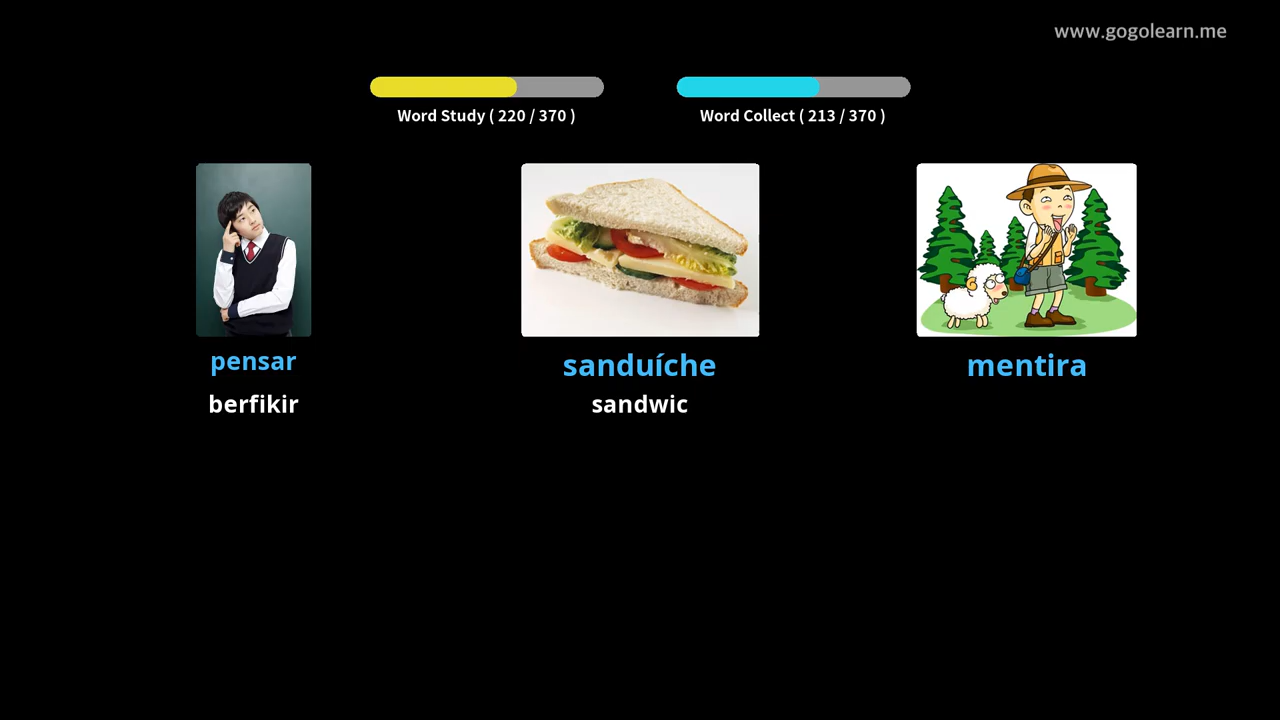 www.gogolearn.me
Word Study ( 220 / 370 )
Word Collect ( 213 / 370 )
pensar
berfikir
sanduíche
sandwic
mentira